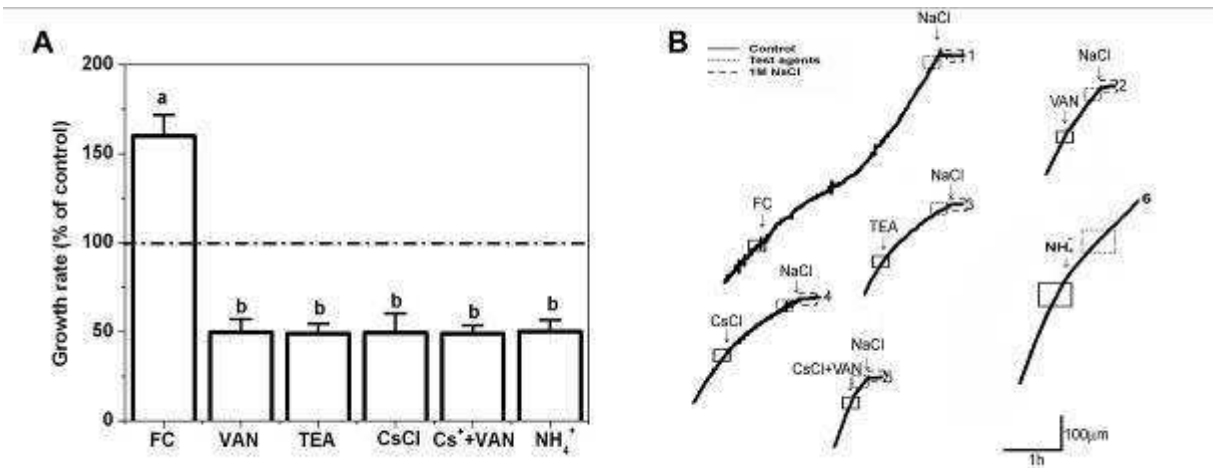 A
Growth rate (% of control)
200
150
100
50
0
a
b
b
b
b
b
FC
VAN
TEA
CsCl
Cs⁺+VAN
NH₄⁺
B
Control
Test agents
1M NaCl
NaCl
1
FC
NaCl
2
VAN
NaCl
3
TEA
NaCl
4
CsCl
NaCl
5
CsCl+VAN
6
NH₄⁺
100µm
1h